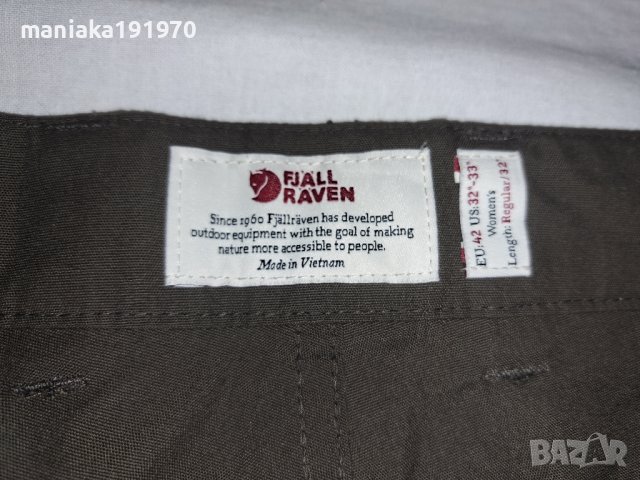 maniaka191970
FJÄLL
RÄVEN
Since 1960 Fjällräven has developed
outdoor equipment with the goal of making
nature more accessible to people.
Made in Vietnam
EU:42 US:32"-33"
Women's
Length: Regular/32"
BAZAR